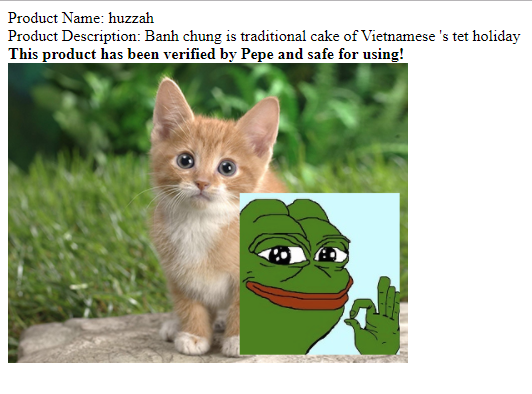 Product Name: huzzah
Product Description: Banh chung is traditional cake of Vietnamese 's tet holiday
This product has been verified by Pepe and safe for using!